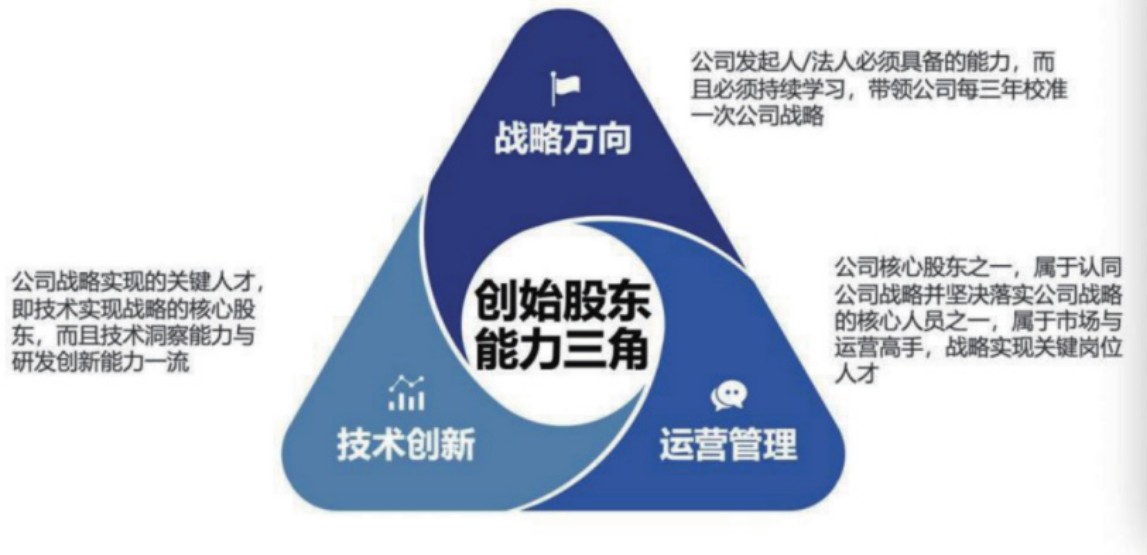 战略方向
公司发起人/法人必须具备的能力，而
且必须持续学习，带领公司每三年校准
一次公司战略
创始股东
能力三角
公司战略实现的关键人才，
即技术实现战略的核心股
东，而且技术洞察能力与
研发创新能力一流
技术创新
公司核心股东之一，属于认同
公司战略并坚决落实公司战略
的核心人员之一，属于市场与
运营高手，战略实现关键岗位
人才
运营管理